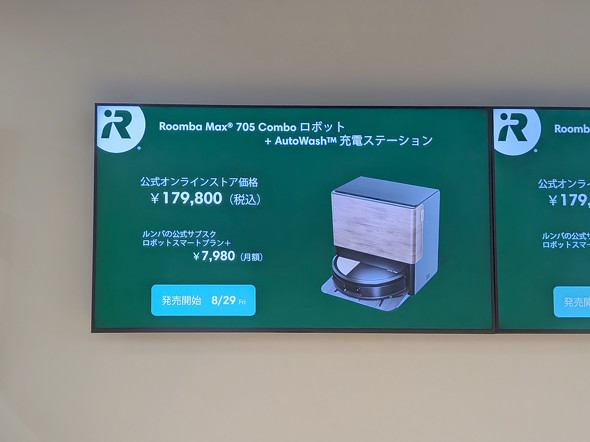 iR
Roomba Max® 705 Combo ロボット
+ AutoWash™ 充電ステーション
公式オンラインストア価格
￥179,800（税込）
ルンバの公式サブスク
ロボットスマートプラン＋
￥7,980（月額）
発売開始 8/29 Fri
iR
Roomb
公式オンライ
￥179,
ルンバの公式サ
ロボットスマー
発売開